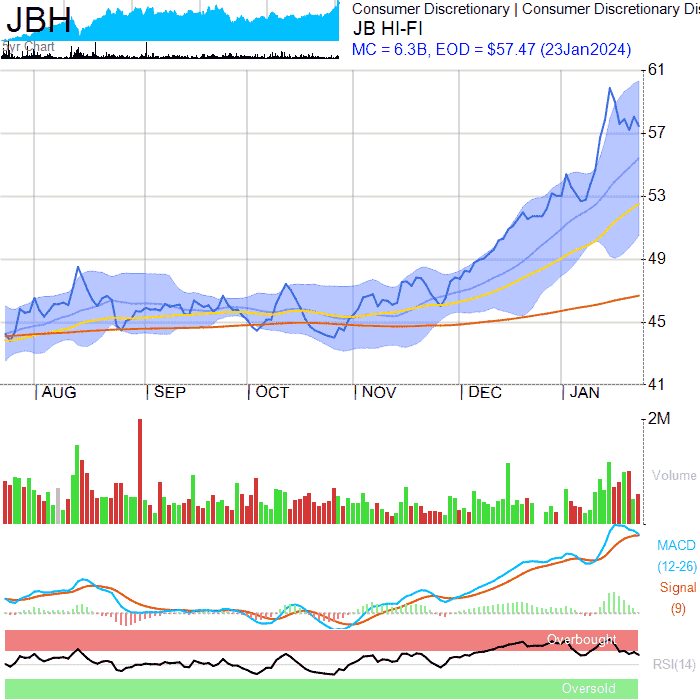 JBH
5yr Chart
Consumer Discretionary | Consumer Discretionary Dis
JB HI-FI
MC = 6.3B, EOD = $57.47 (23Jan2024)
61
57
53
49
45
41
AUG
SEP
OCT
NOV
DEC
JAN
2M
Volume
MACD
(12-26)
Signal
(9)
Overbought
RSI(14)
Oversold